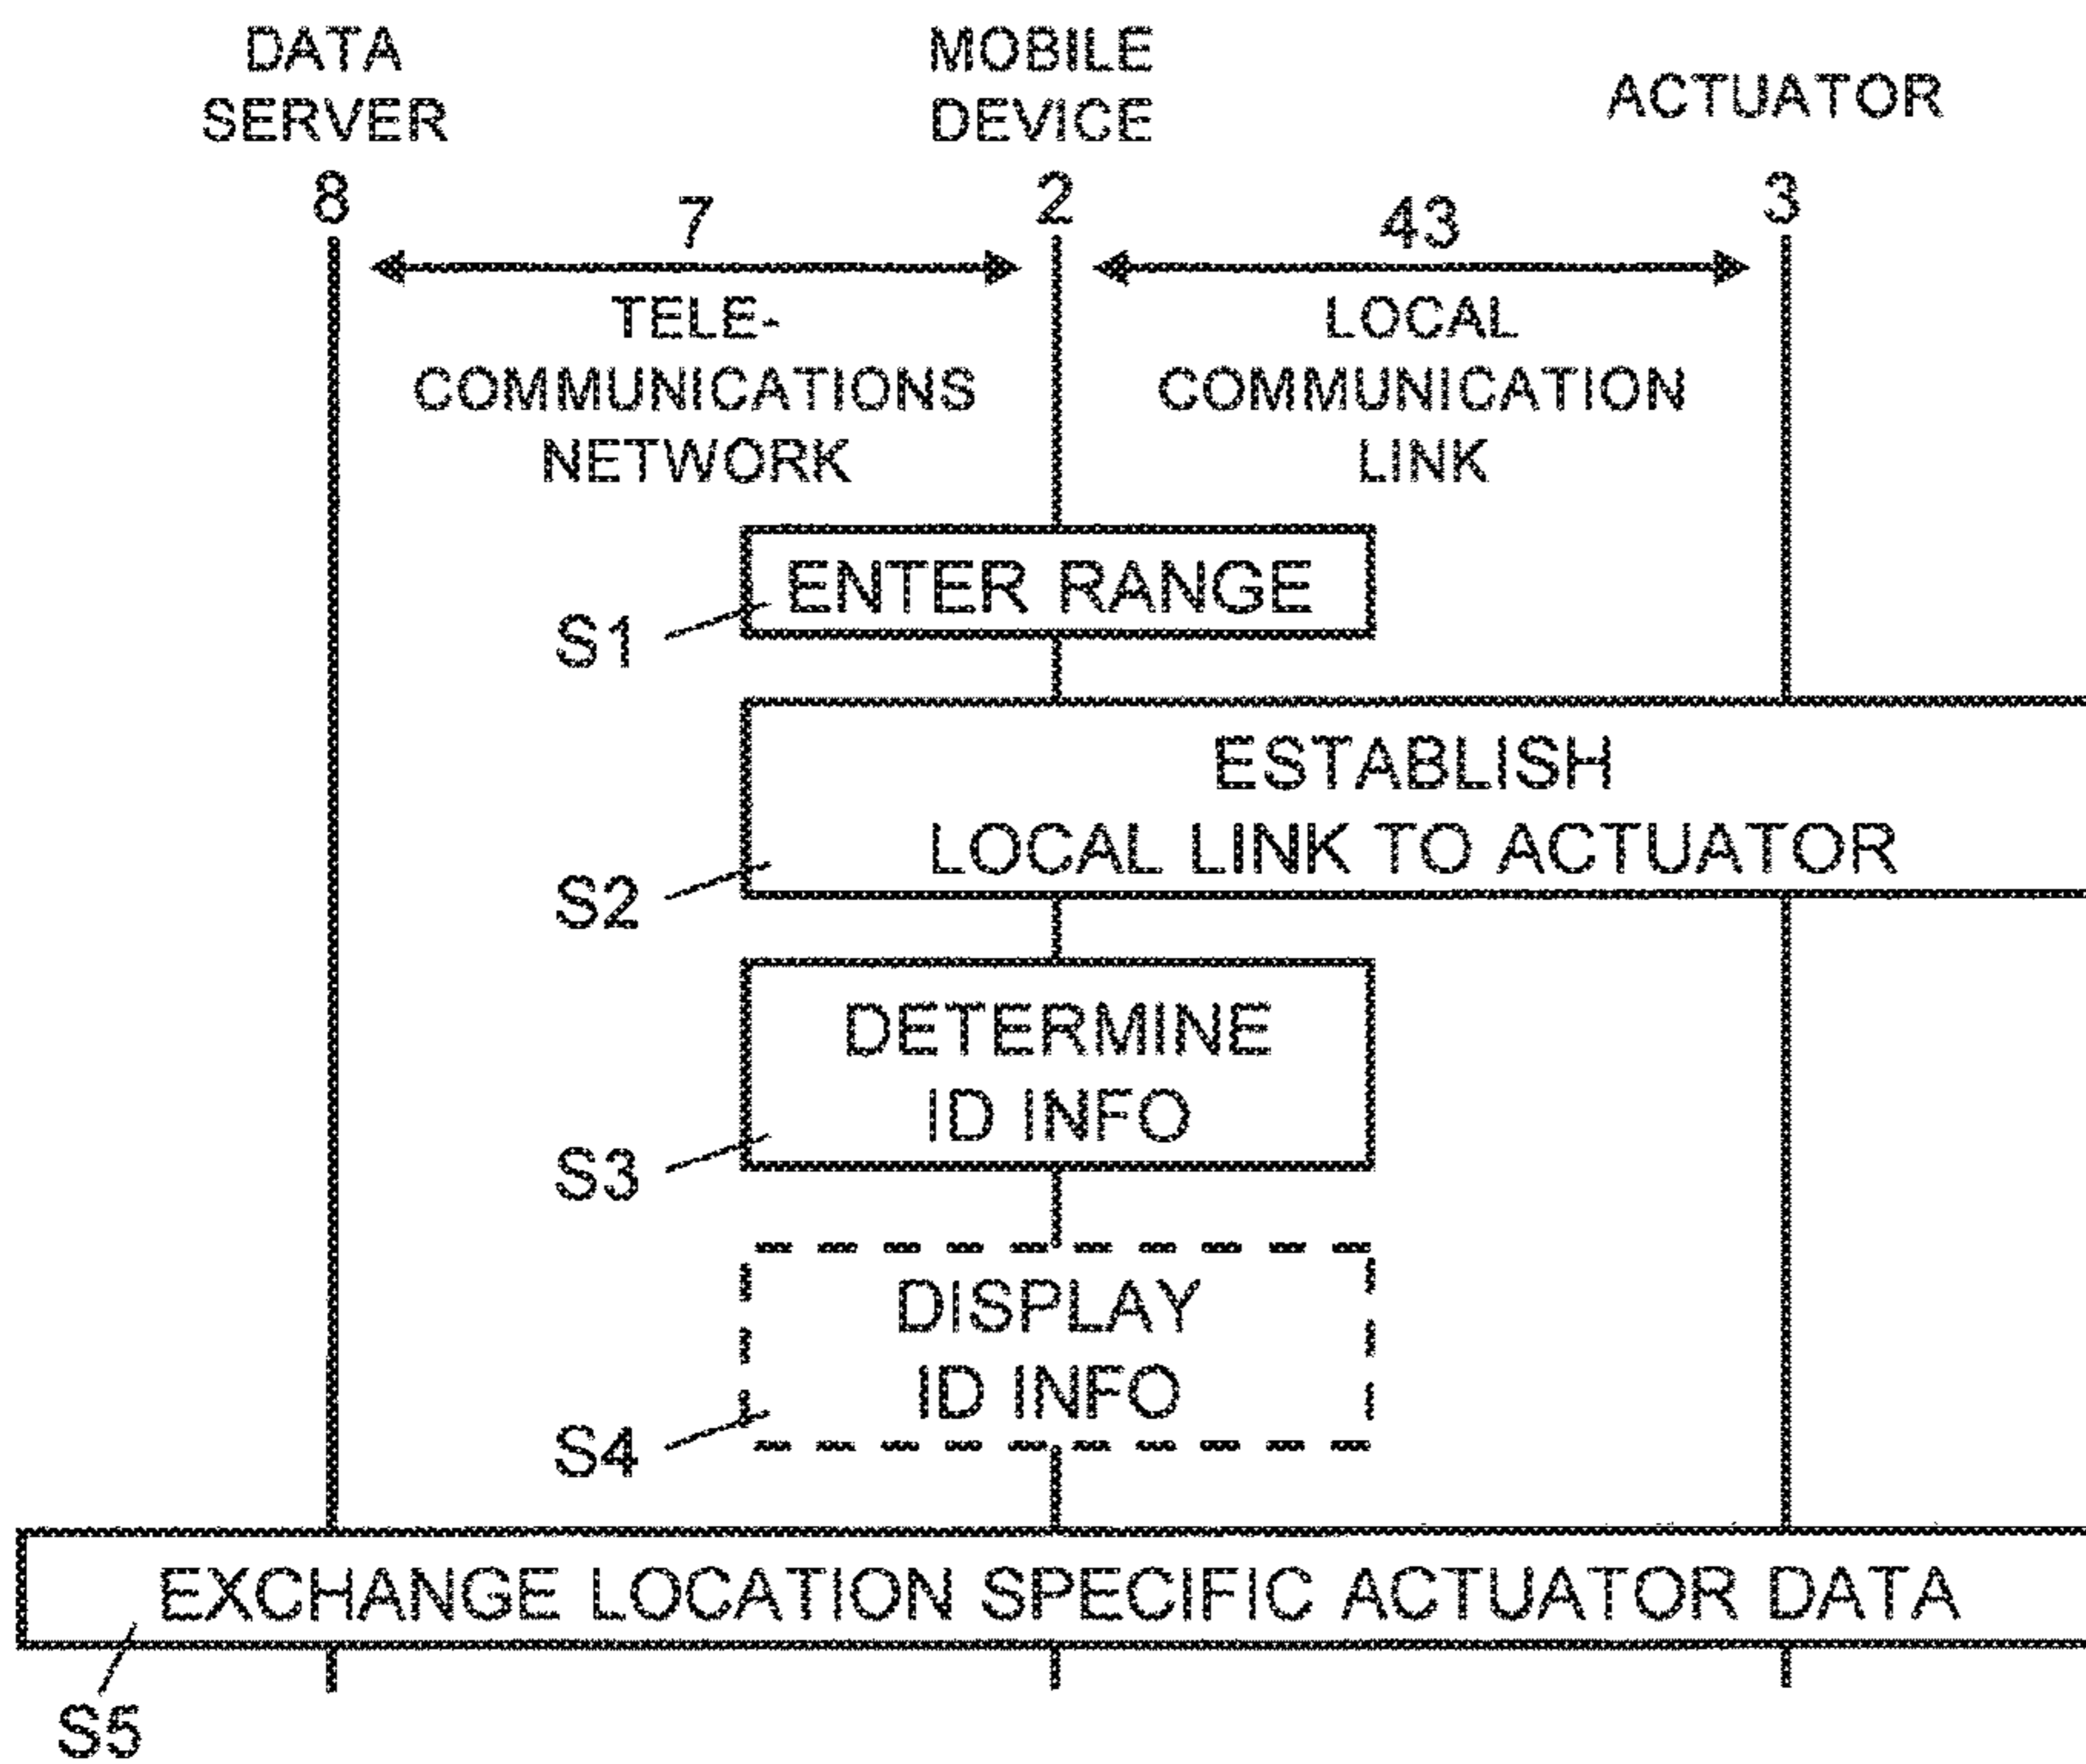 DATA
SERVER
8
MOBILE
DEVICE
2
ACTUATOR
3
7
TELE-
COMMUNICATIONS
NETWORK
43
LOCAL
COMMUNICATION
LINK
ENTER RANGE
S1
ESTABLISH
LOCAL LINK TO ACTUATOR
S2
DETERMINE
ID INFO
S3
DISPLAY
ID INFO
S4
EXCHANGE LOCATION SPECIFIC ACTUATOR DATA
S5